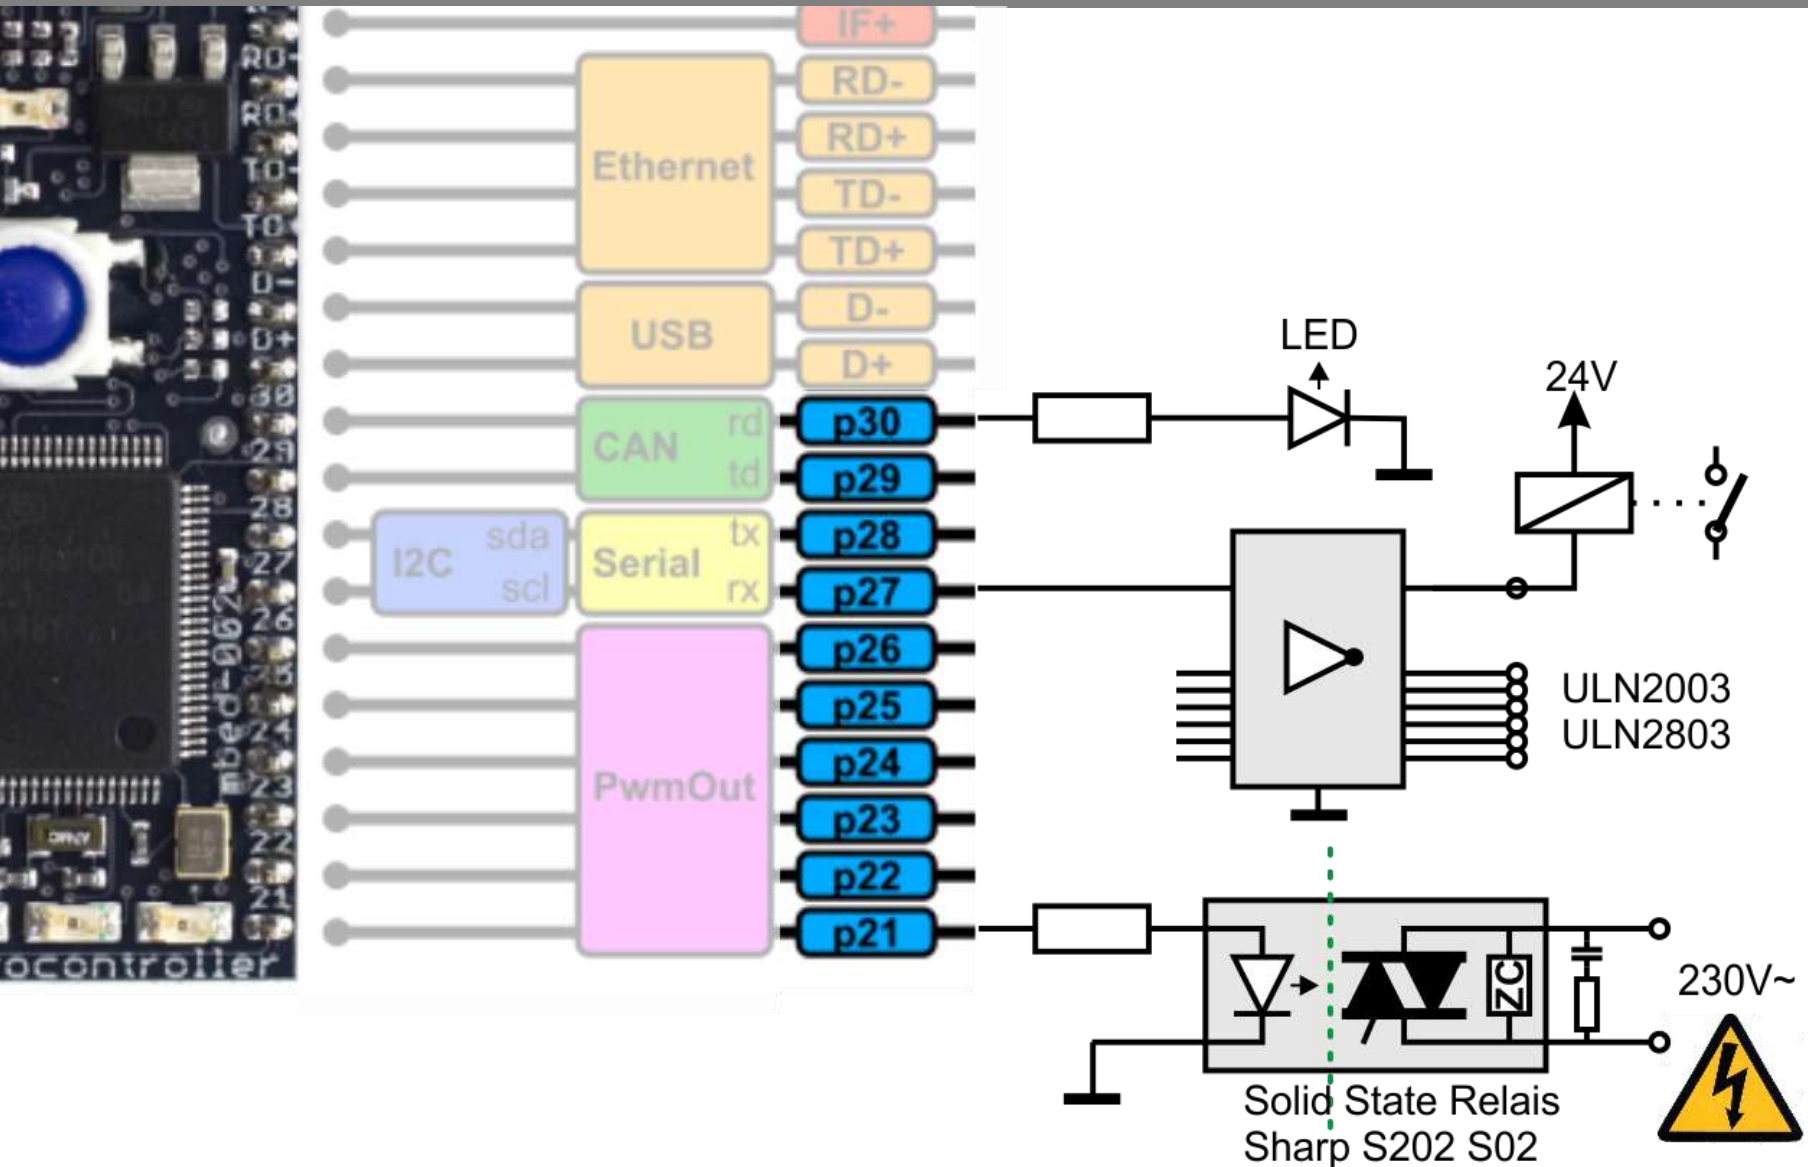 IF+
RD-
RD+
Ethernet
TD-
TD+
D-
USB
D+
LED
24V
p30
rd
CAN
td
p29
p28
tx
sda
I2C
Serial
scl
rx
p27
p26
p25
p24
PwmOut
p23
p22
p21
ULN2003
ULN2803
ZC
230V~
Solid State Relais
Sharp S202 S02
RD-
RD
TD-
TD
D-
D+
30
29
28
27
26
25
24
23
22
21
mbed-002
ocontroller